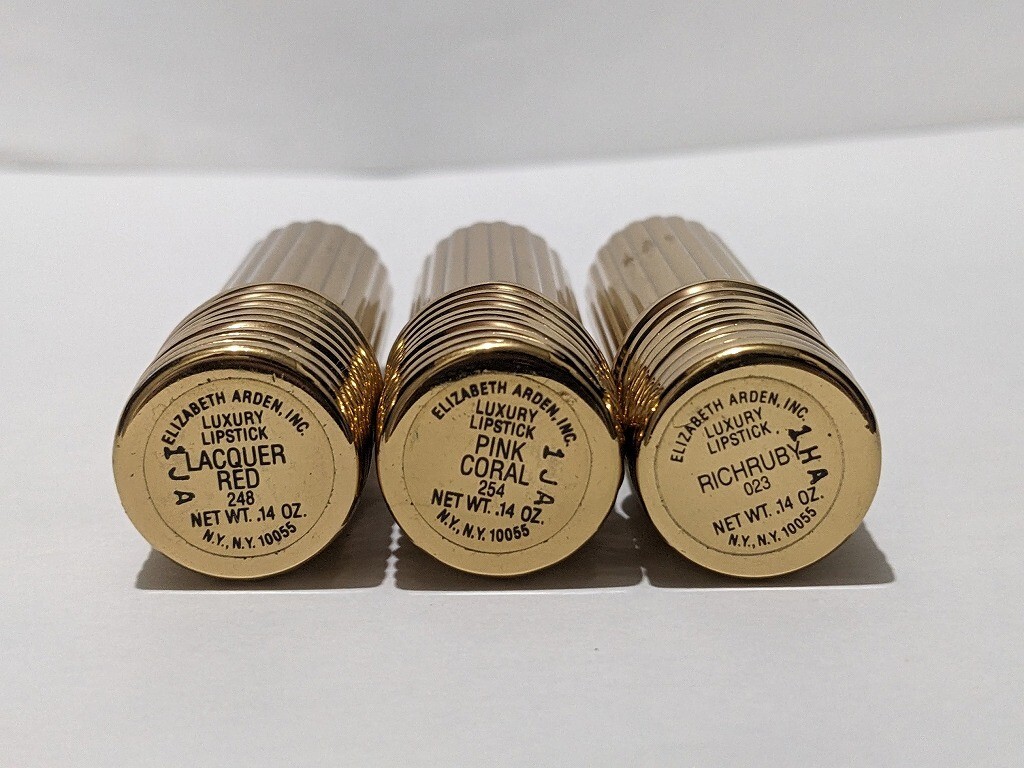 ELIZABETH ARDEN, INC.
LUXURY
LIPSTICK
LACQUER
RED
248
NET WT. .14 OZ.
N.Y., N.Y. 10055
1JA
ELIZABETH ARDEN, INC.
LUXURY
LIPSTICK
PINK
CORAL
254
NET WT. .14 OZ.
N.Y., N.Y. 10055
1JA
ELIZABETH ARDEN, INC.
LUXURY
LIPSTICK
RICHRUBY
023
NET WT. .14 OZ.
N.Y., N.Y. 10055
1HA